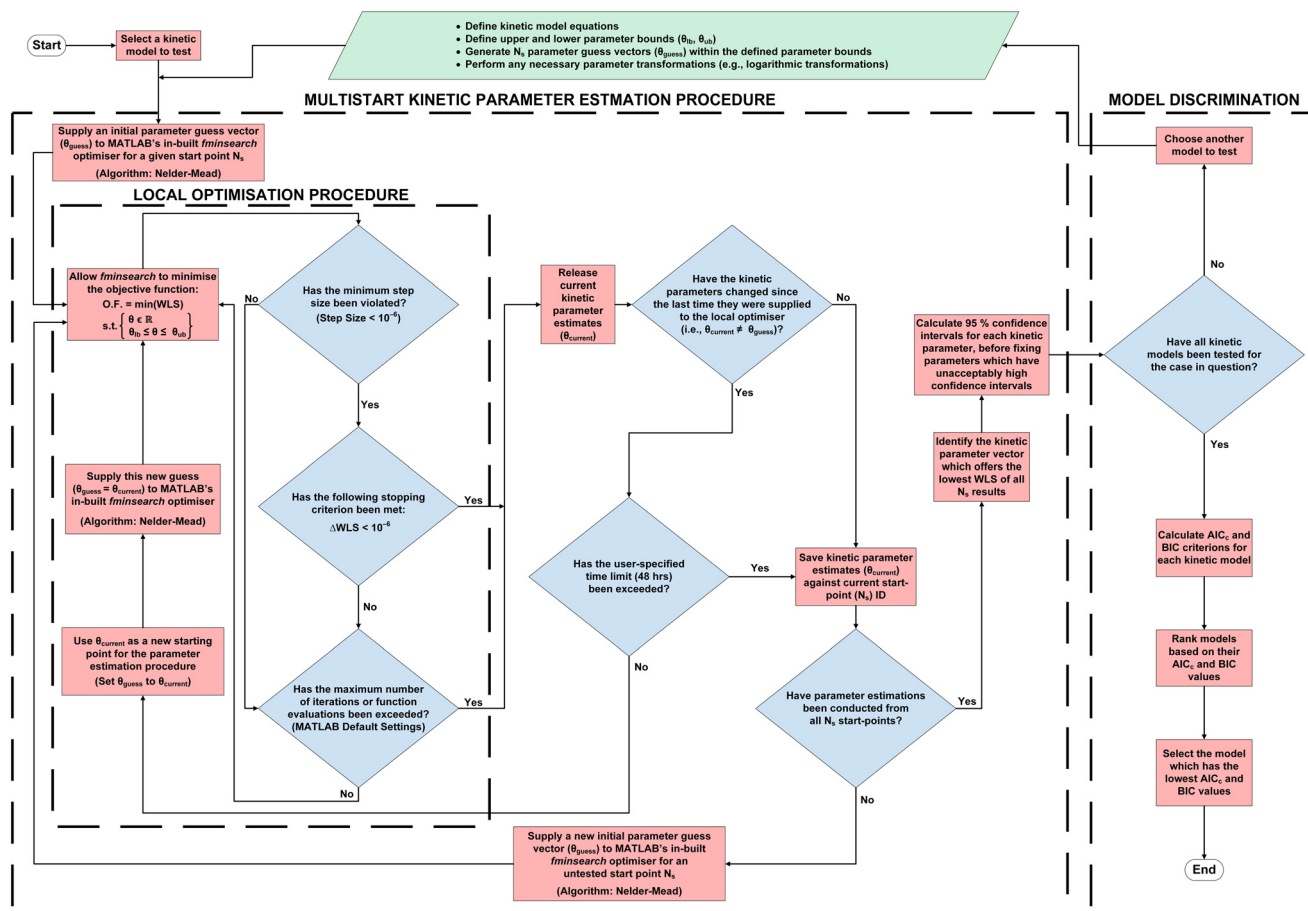 Start
Select a kinetic
model to test
• Define kinetic model equations
• Define upper and lower parameter bounds (θlb, θub)
• Generate Ns parameter guess vectors (θguess) within the defined parameter bounds
• Perform any necessary parameter transformations (e.g., logarithmic transformations)
MULTISTART KINETIC PARAMETER ESTMATION PROCEDURE
MODEL DISCRIMINATION
Supply an initial parameter guess vector
(θguess) to MATLAB's in-built fminsearch
optimiser for a given start point Ns
(Algorithm: Nelder-Mead)
LOCAL OPTIMISATION PROCEDURE
Allow fminsearch to minimise
the objective function:
O.F. = min(WLS)
s.t. { θ ϵ ℝ
θlb ≤ θ ≤ θub }
No
Has the minimum step
size been violated?
(Step Size < 10⁻⁶)
Yes
Has the following stopping
criterion been met:
ΔWLS < 10⁻⁶
Yes
No
Has the maximum number
of iterations or function
evaluations been exceeded?
(MATLAB Default Settings)
Yes
No
Supply this new guess
(θguess = θcurrent) to MATLAB's
in-built fminsearch optimiser
(Algorithm: Nelder-Mead)
Use θcurrent as a new starting
point for the parameter
estimation procedure
(Set θguess to θcurrent)
Release
current
kinetic
parameter
estimates
(θcurrent)
Have the kinetic
parameters changed since
the last time they were supplied
to the local optimiser
(i.e., θcurrent ≠ θguess)?
No
Yes
Has the user-specified
time limit (48 hrs)
been exceeded?
Yes
No
Save kinetic parameter
estimates (θcurrent)
against current start-
point (Ns) ID
Have parameter estimations
been conducted from
all Ns start-points?
Yes
No
Supply a new initial parameter guess
vector (θguess) to MATLAB's in-built
fminsearch optimiser for an
untested start point Ns
(Algorithm: Nelder-Mead)
Identify the kinetic
parameter vector
which offers the
lowest WLS of all
Ns results
Calculate 95 % confidence
intervals for each kinetic
parameter, before fixing
parameters which have
unacceptably high
confidence intervals
Choose another
model to test
No
Have all kinetic
models been tested for
the case in question?
Yes
Calculate AICc and
BIC criterions for
each kinetic model
Rank models
based on their
AICc and BIC
values
Select the model
which has the
lowest AICc and
BIC values
End